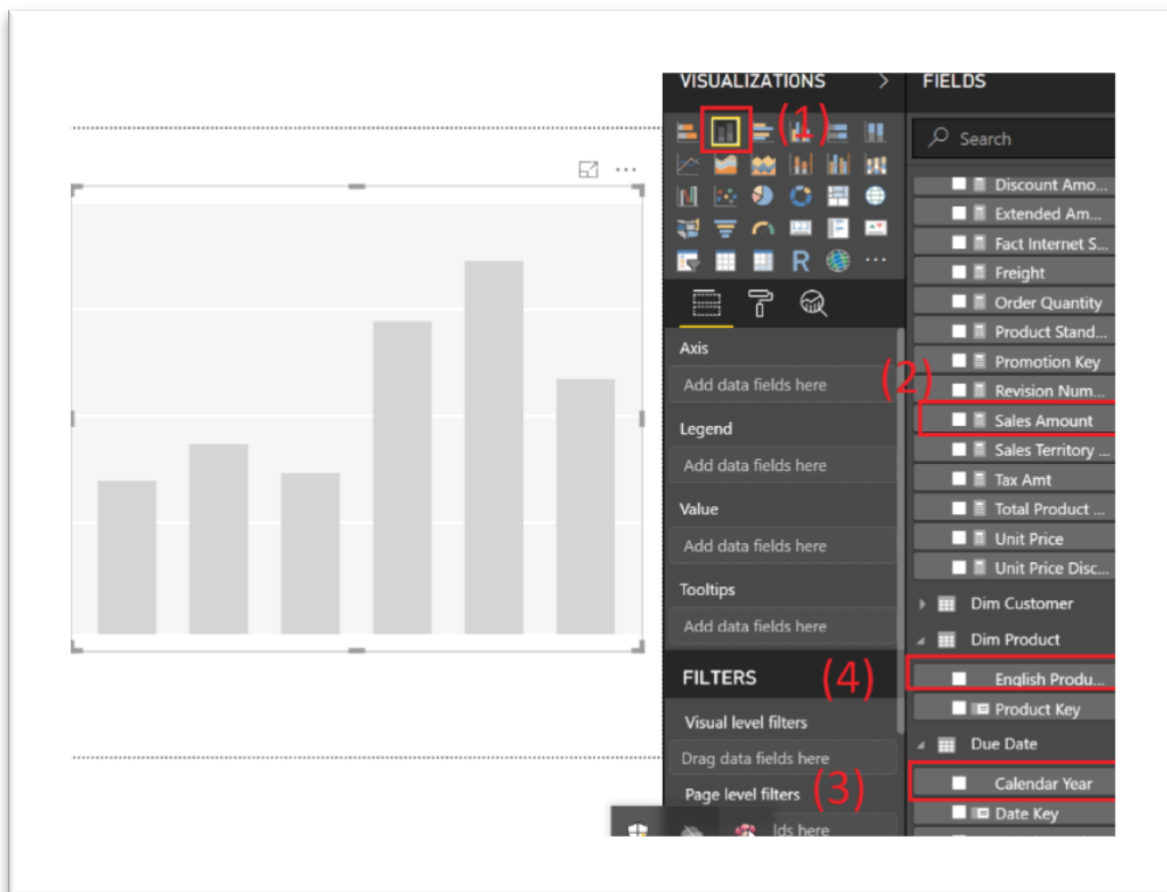 VISUALIZATIONS
(1)
123
R
Axis
Add data fields here
Legend
Add data fields here
Value
Add data fields here
Tooltips
Add data fields here
FILTERS
(4)
Visual level filters
Drag data fields here
Page level filters
(3)
lds here
FIELDS
Search
Discount Amo...
Extended Am...
Fact Internet S...
Freight
Order Quantity
Product Stand...
Promotion Key
(2)
Revision Num...
Sales Amount
Sales Territory ...
Tax Amt
Total Product ...
Unit Price
Unit Price Disc...
Dim Customer
Dim Product
English Produ...
Product Key
Due Date
Calendar Year
Date Key